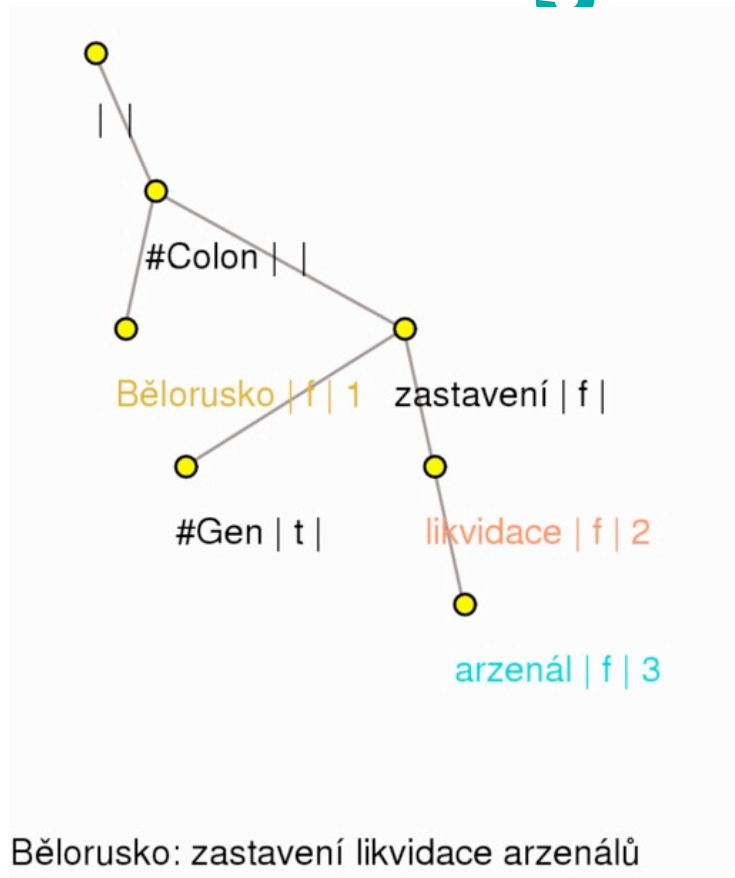 | |
#Colon | |
Bělorusko | f | 1 zastavení | f |
#Gen | t | likvidace | f | 2
arzenál | f | 3
Bělorusko: zastavení likvidace arzenálů